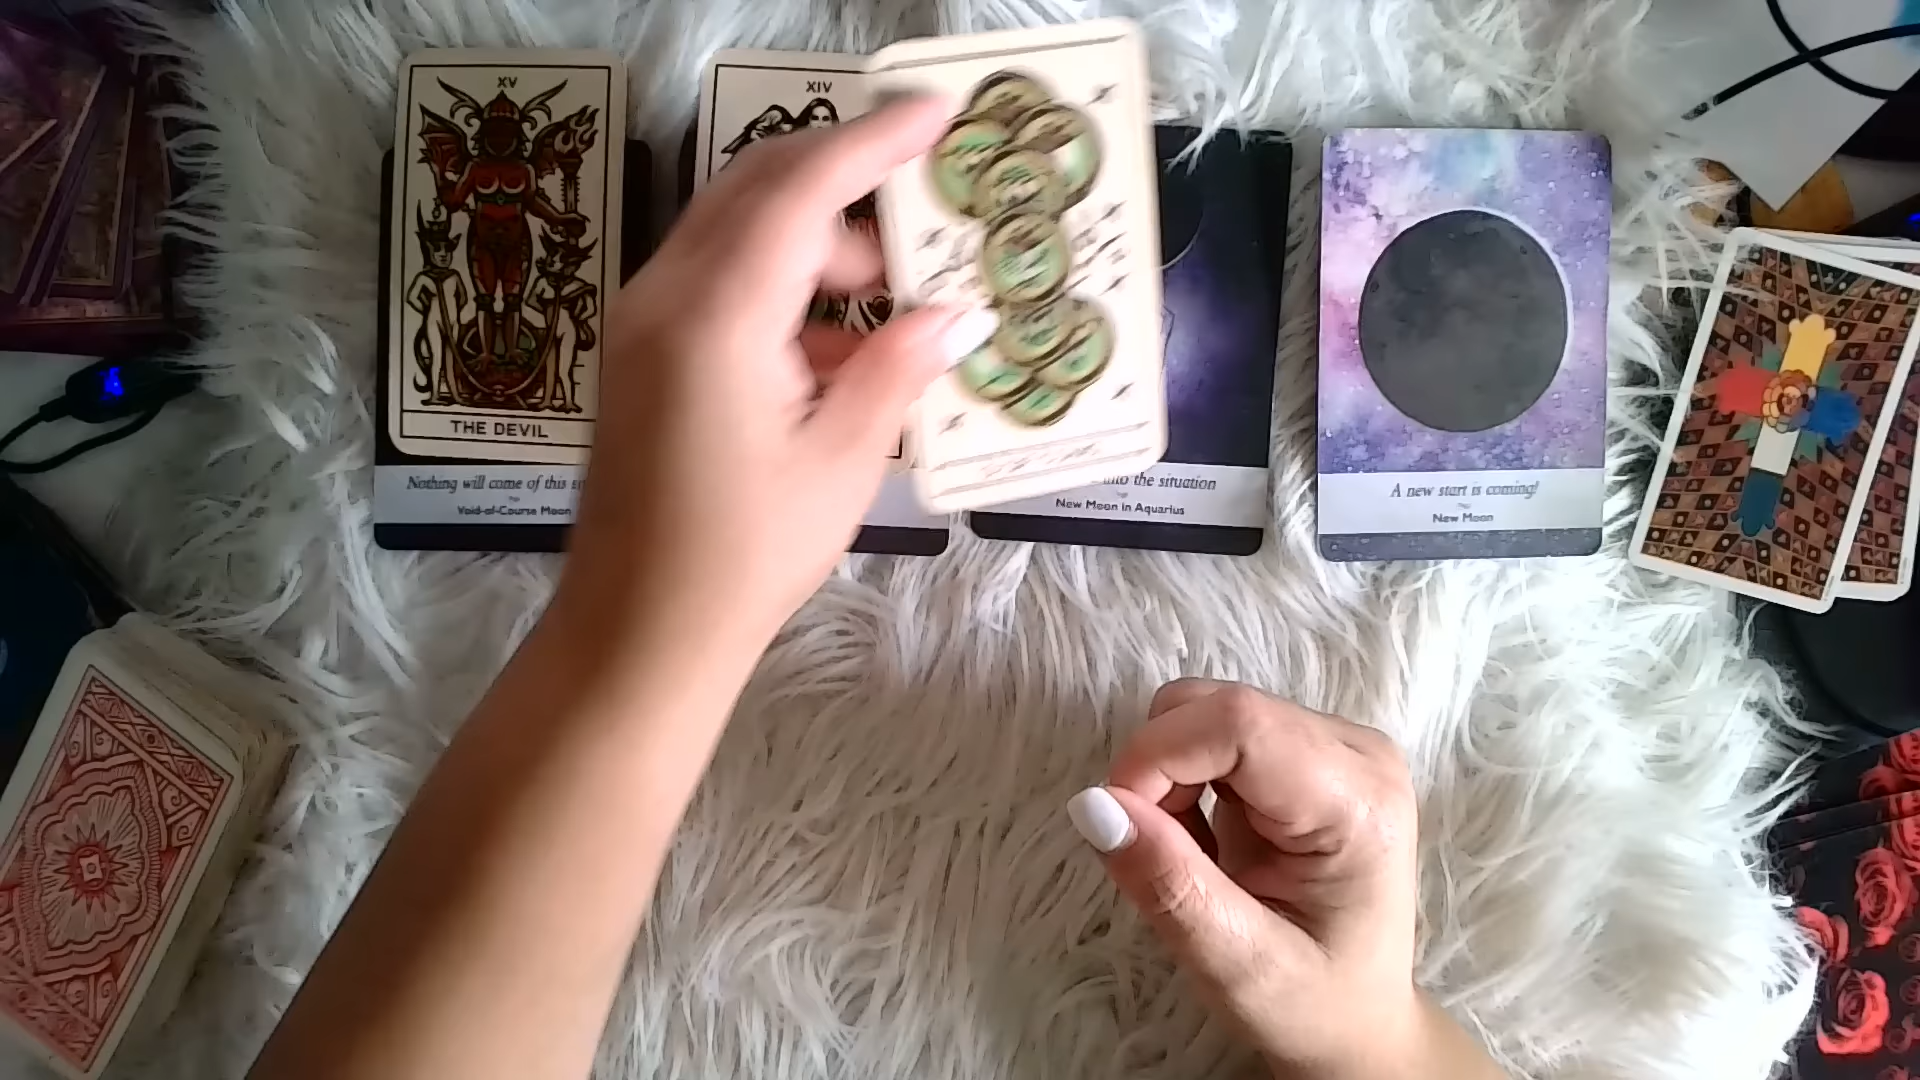 XV
XIV
THE DEVIL
Nothing will come of this
Void-of-Course Moon
into the situation
New Moon in Aquarius
A new start is coming!
New Moon